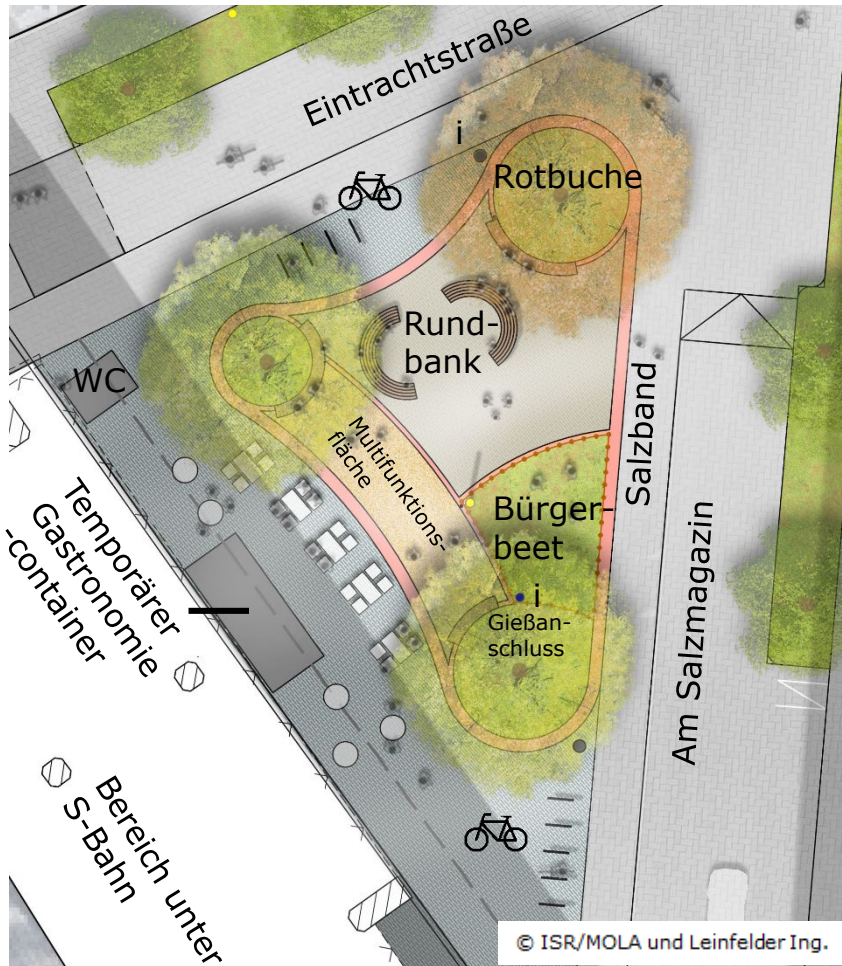 Eintrachtstraße
i
Rotbuche
Rund-
bank
WC
Multifunktions-
fläche
Salzband
Bürger-
beet
i
Gießan-
schluss
Temporärer
Gastronomie
-container
Am Salzmagazin
Bereich unter
S-Bahn
© ISR/MOLA und Leinfelder Ing.